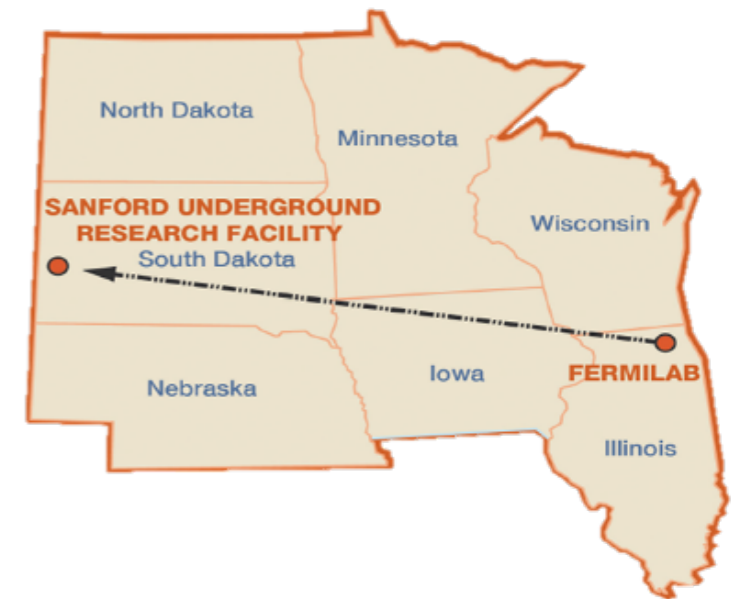 North Dakota
Minnesota
SANFORD UNDERGROUND
RESEARCH FACILITY
Wisconsin
South Dakota
Nebraska
Iowa
FERMILAB
Illinois